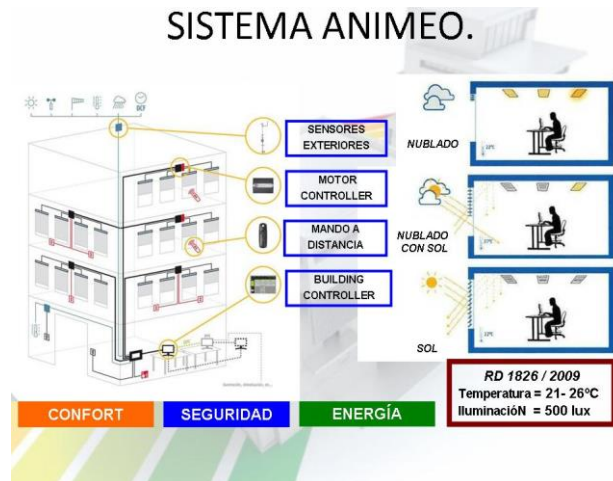 SISTEMA ANIMEO.
SENSORES
EXTERIORES
MOTOR
CONTROLLER
MANDO A
DISTANCIA
BUILDING
CONTROLLER
NUBLADO
NUBLADO
CON SOL
SOL
RD 1826 / 2009
Temperatura = 21- 26ºC
IluminacióN = 500 lux
CONFORT
SEGURIDAD
ENERGÍA